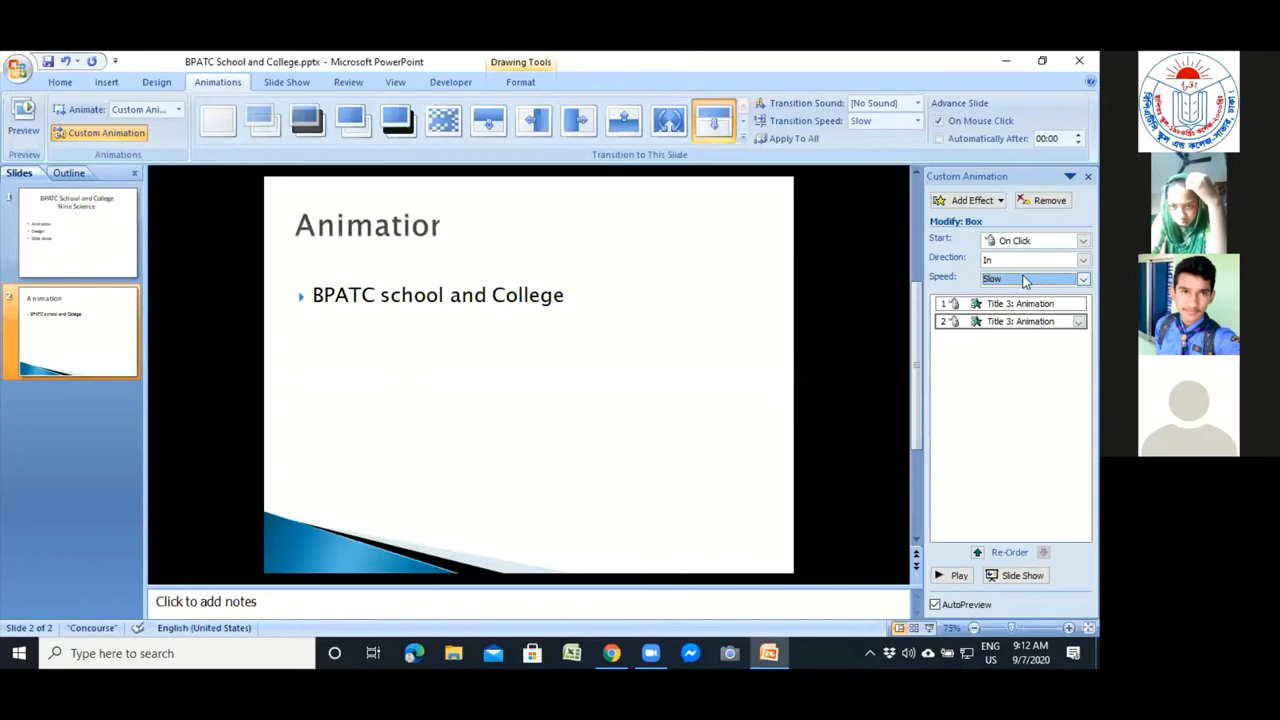 BPATC School and College.pptx - Microsoft PowerPoint
Drawing Tools
Home
Insert
Design
Animations
Slide Show
Review
View
Developer
Format
Preview
Animate:
Custom Ani...
Custom Animation
Transition Sound:
[No Sound]
Transition Speed:
Slow
Apply To All
Advance Slide
On Mouse Click
Automatically After:
00:00
Preview
Animations
Transition to This Slide
Slides
Outline
1
BPATC School and College
Nine Science
Animation
Design
Slide show
2
Animation
BPATC school and College
Animatior
BPATC school and College
Custom Animation
Add Effect
Remove
Modify: Box
Start:
On Click
Direction:
In
Speed:
Slow
1
Title 3: Animation
2
Title 3: Animation
Re-Order
Play
Slide Show
AutoPreview
Click to add notes
Slide 2 of 2
"Concourse"
English (United States)
75%
Type here to search
ENG
US
9:12 AM
9/7/2020